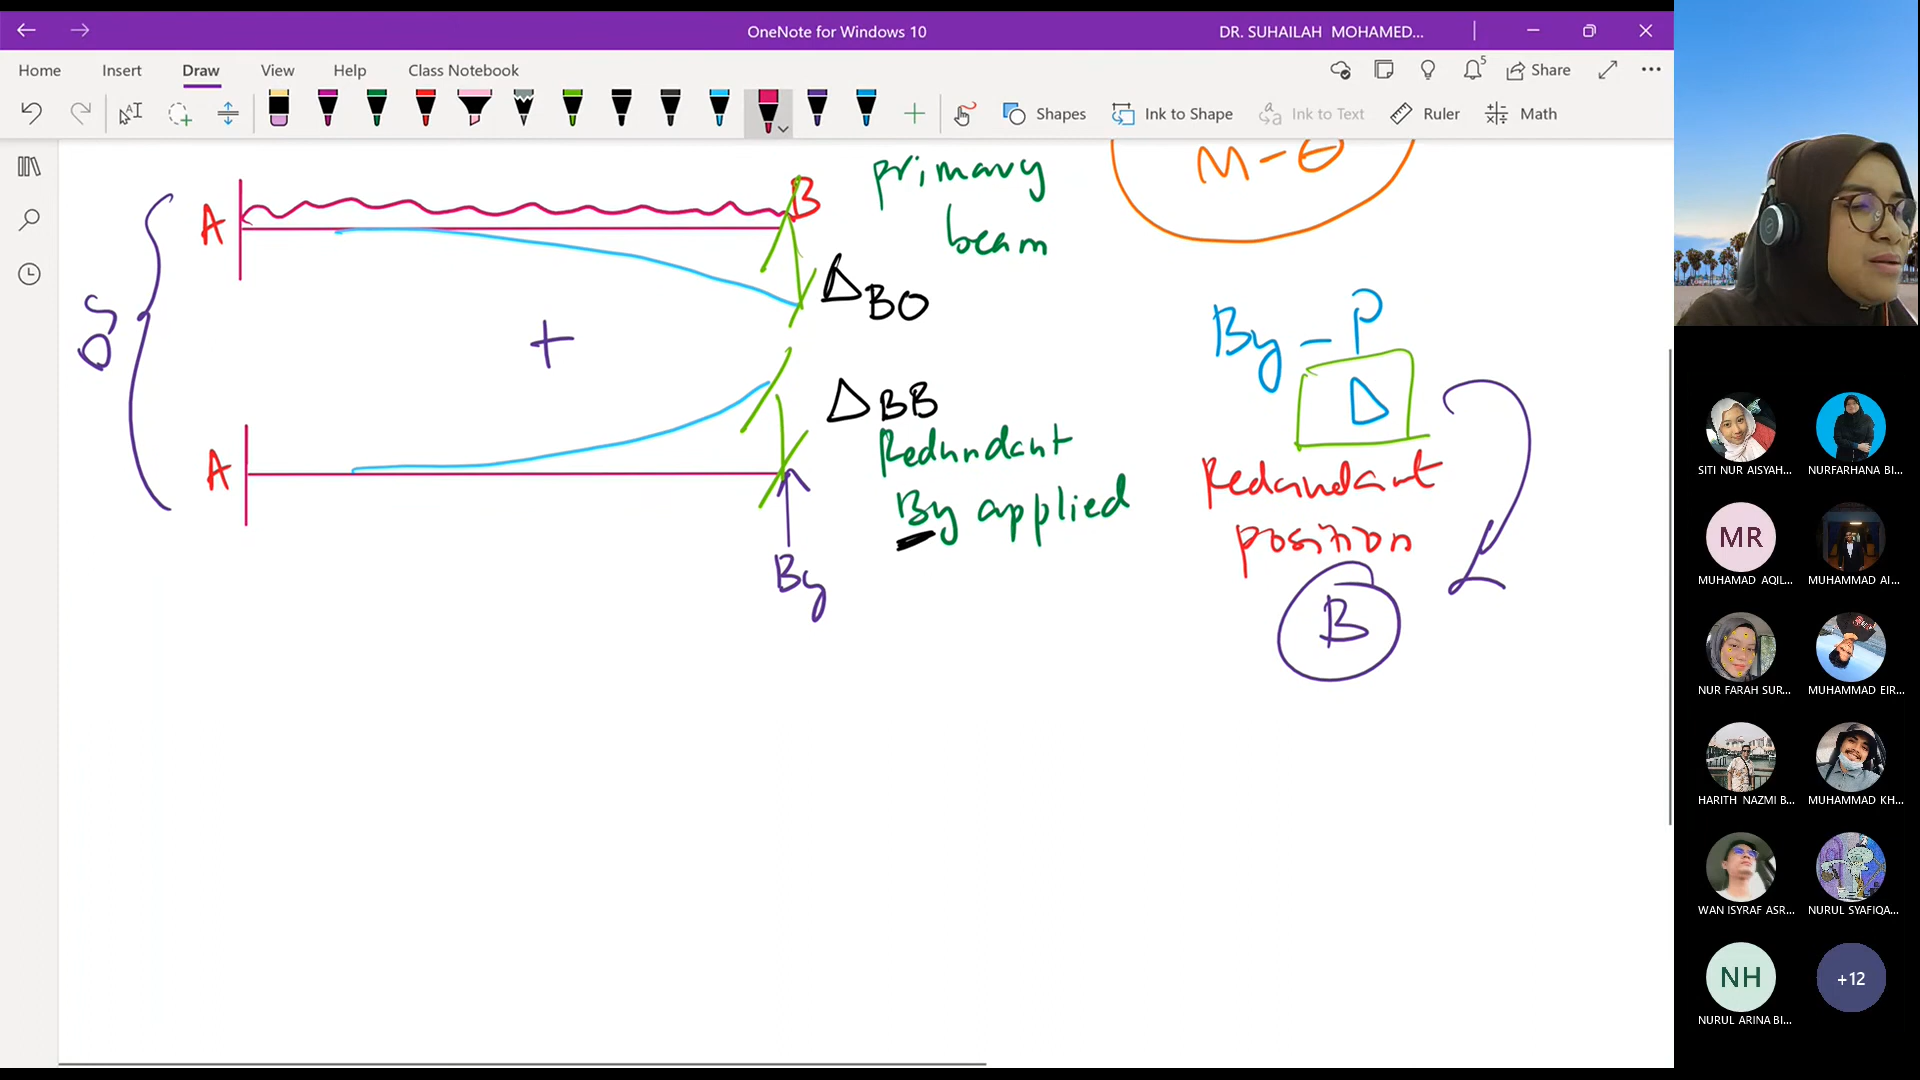 OneNote for Windows 10
DR. SUHAILAH MOHAMED...
Home Insert Draw View Help Class Notebook
5
Share
Shapes Ink to Shape Ink to Text Ruler Math
primary
beam
M - θ
A
B
ΔBO
+
By - P
Δ
ΔBB
Redundant
By applied
A
By
Redundant
position
B
SITI NUR AISYAH... NURFARHANA BI...
MR
MUHAMAD AQIL... MUHAMMAD AI...
NUR FARAH SUR... MUHAMMAD EIR...
HARITH NAZMI B... MUHAMMAD KH...
WAN ISYRAF ASR... NURUL SYAFIQA...
NH +12
NURUL ARINA BI...